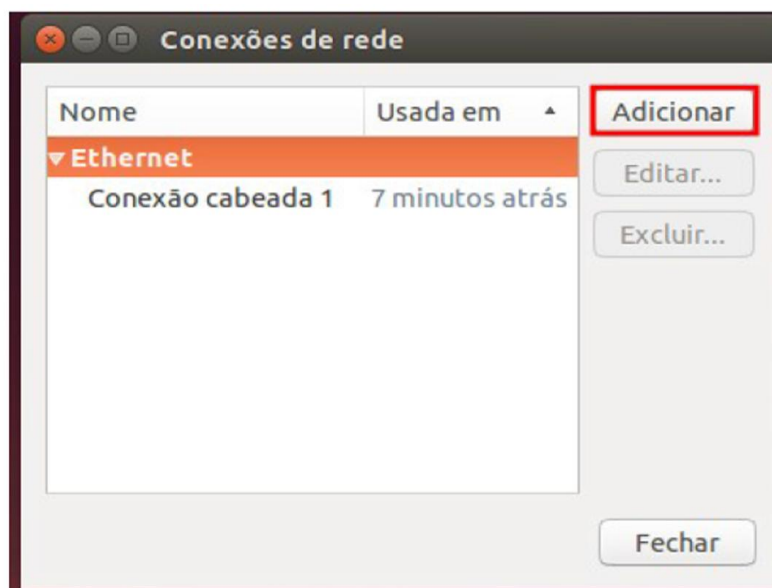 Conexões de rede
Nome Usada em Adicionar
Ethernet
Editar...
Conexão cabeada 1 7 minutos atrás
Excluir...
Fechar